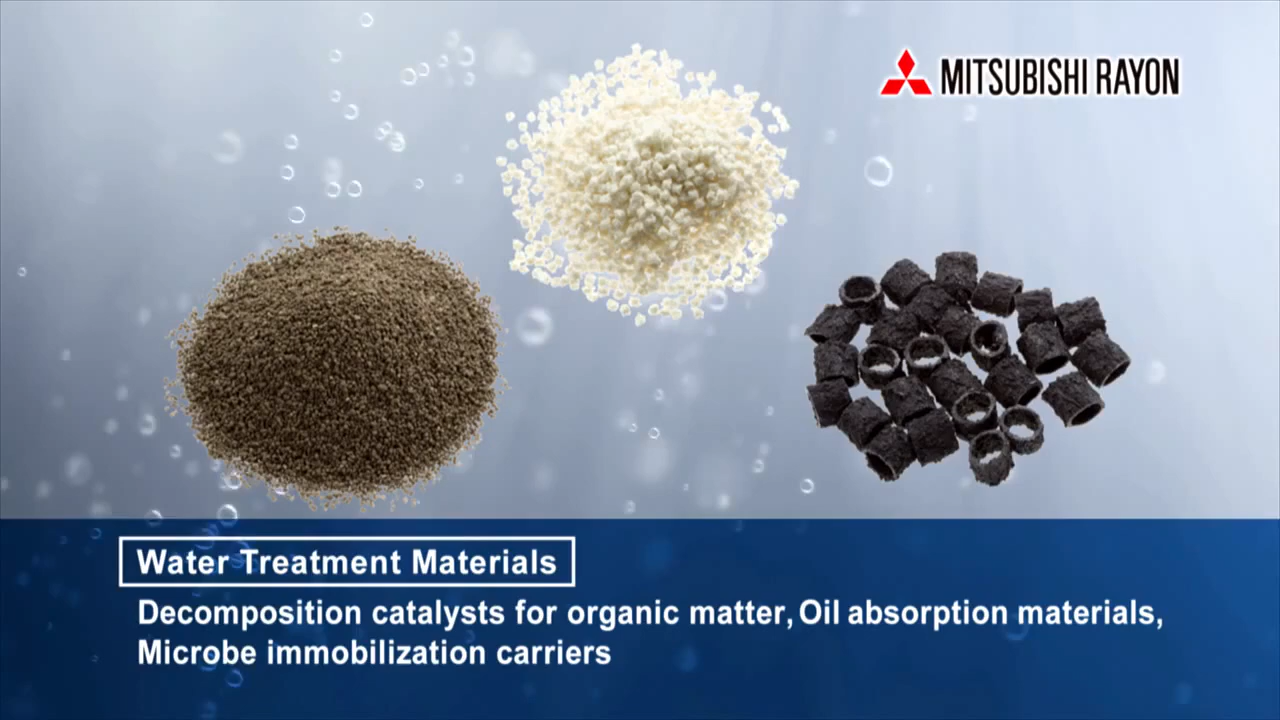 MITSUBISHI RAYON
Water Treatment Materials
Decomposition catalysts for organic matter, Oil absorption materials,
Microbe immobilization carriers